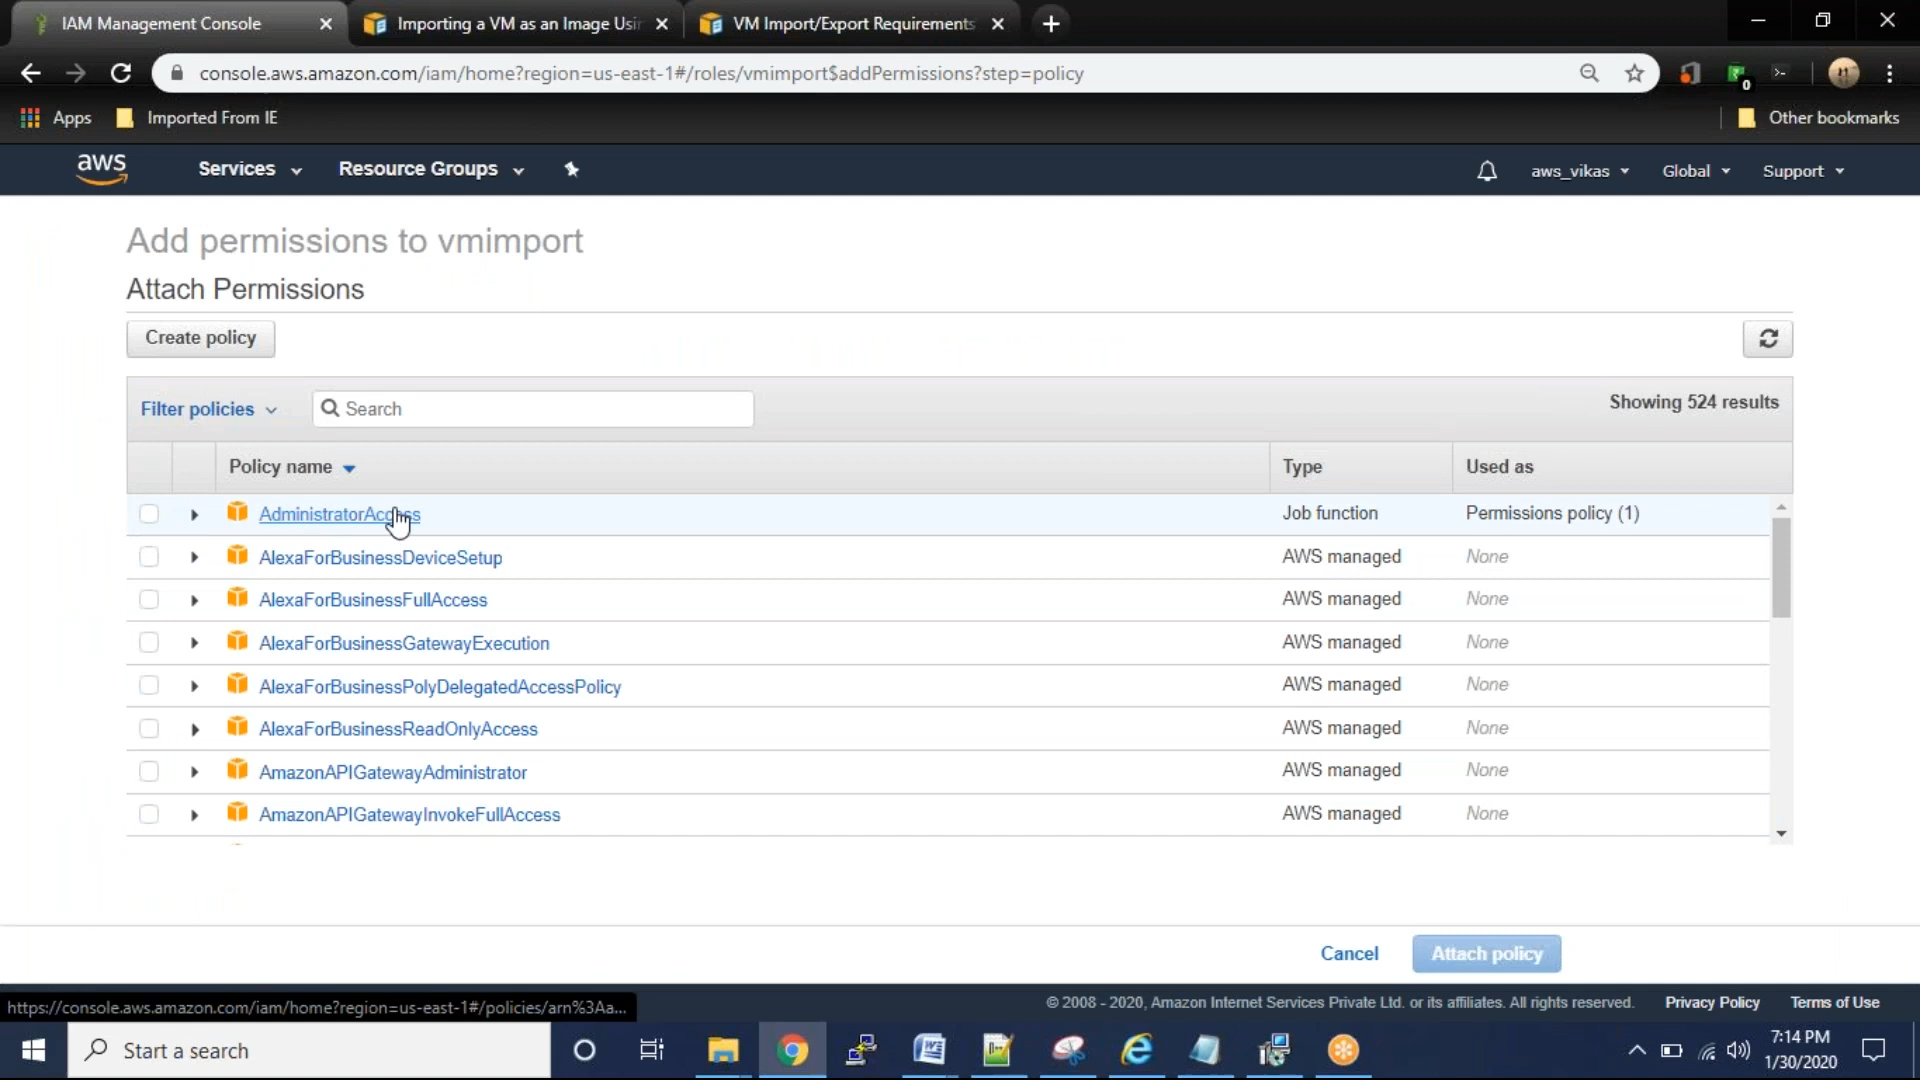 IAM Management Console
Importing a VM as an Image Usi
VM Import/Export Requirements
console.aws.amazon.com/iam/home?region=us-east-1#/roles/vmimport$addPermissions?step=policy
0
Apps
Imported From IE
Other bookmarks
aws
Services
Resource Groups
aws_vikas
Global
Support
Add permissions to vmimport
Attach Permissions
Create policy
Filter policies
Search
Showing 524 results
Policy name
Type
Used as
AdministratorAccess
Job function
Permissions policy (1)
AlexaForBusinessDeviceSetup
AWS managed
None
AlexaForBusinessFullAccess
AWS managed
None
AlexaForBusinessGatewayExecution
AWS managed
None
AlexaForBusinessPolyDelegatedAccessPolicy
AWS managed
None
AlexaForBusinessReadOnlyAccess
AWS managed
None
AmazonAPIGatewayAdministrator
AWS managed
None
AmazonAPIGatewayInvokeFullAccess
AWS managed
None
Cancel
Attach policy
https://console.aws.amazon.com/iam/home?region=us-east-1#/policies/arn%3Aa...
© 2008 - 2020, Amazon Internet Services Private Ltd. or its affiliates. All rights reserved.
Privacy Policy
Terms of Use
Start a search
7:14 PM
1/30/2020